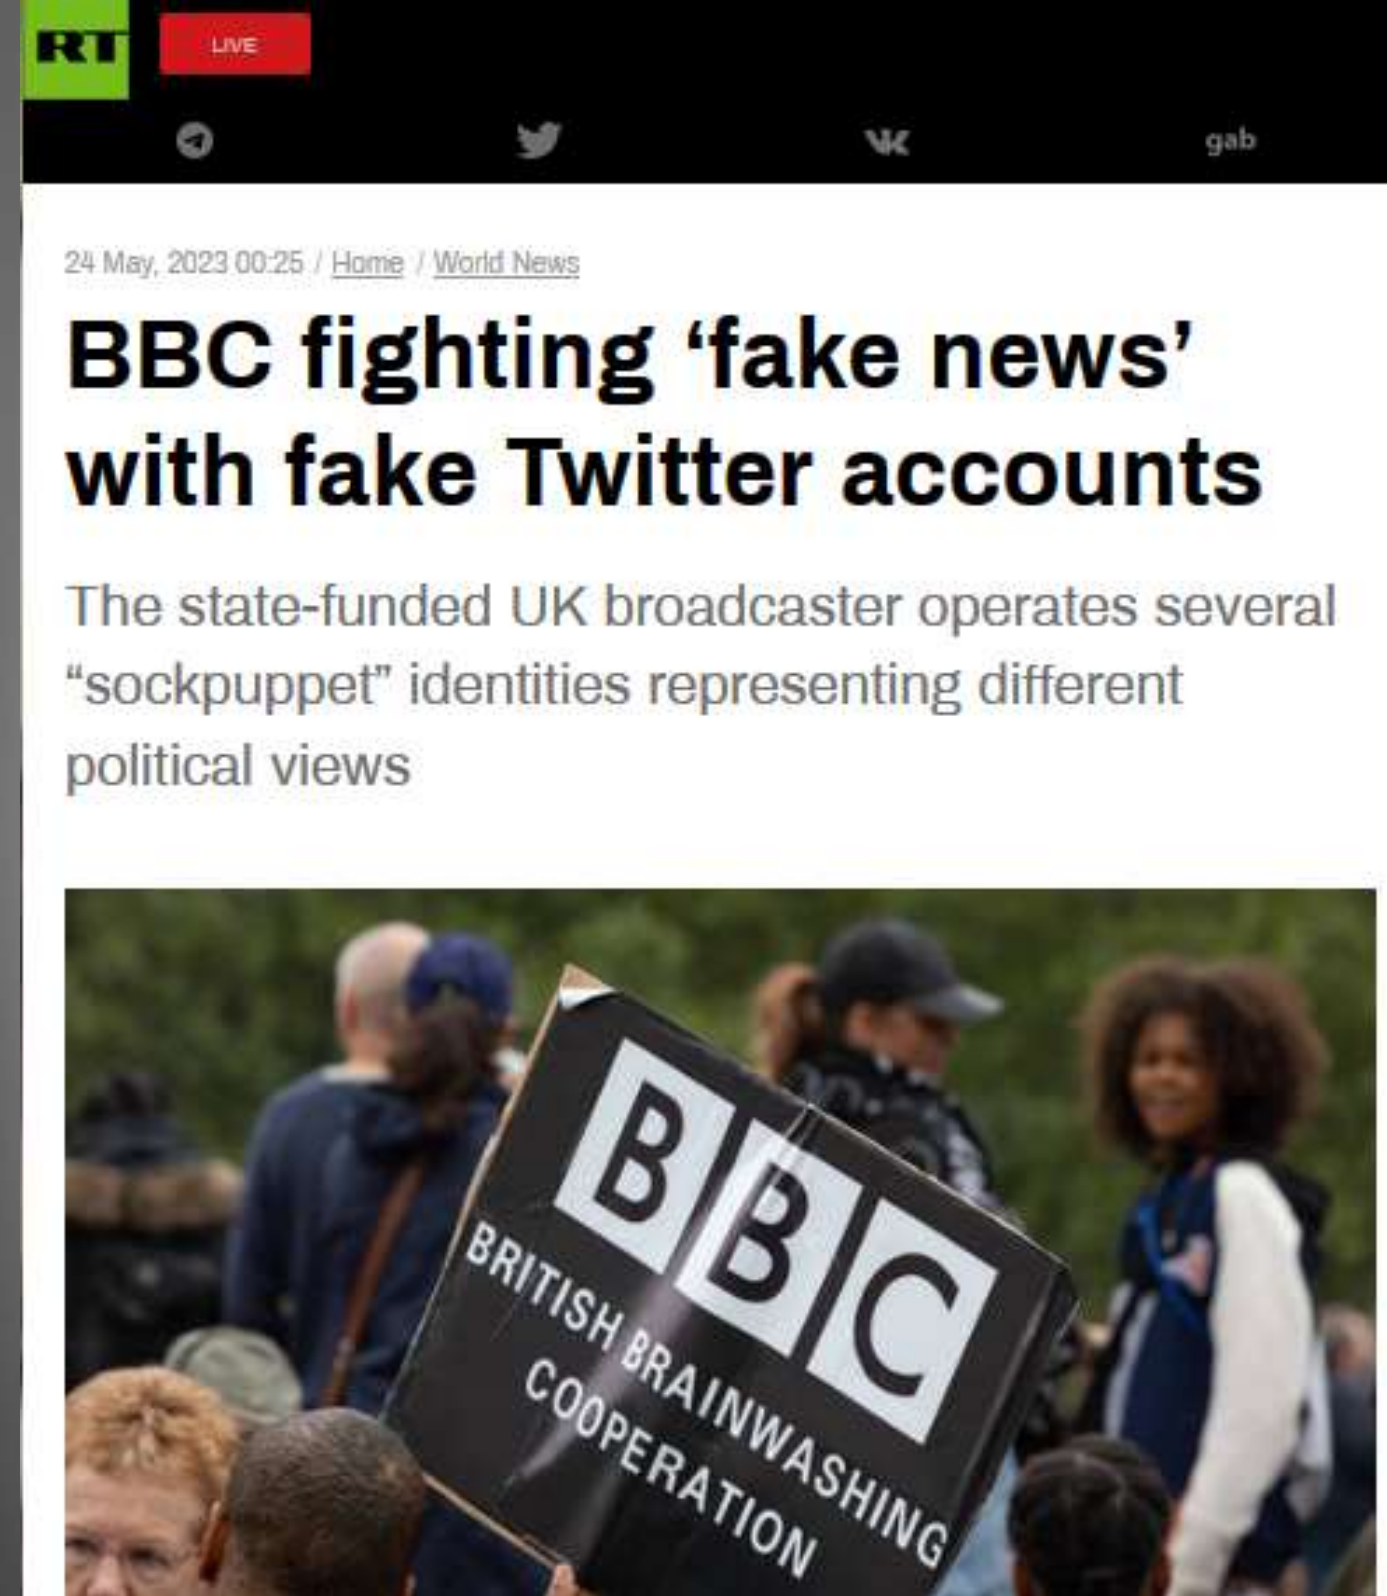 RT
LIVE
gab
24 May, 2023 00:25 / Home / World News
BBC fighting ‘fake news’
with fake Twitter accounts
The state-funded UK broadcaster operates several
“sockpuppet” identities representing different
political views
BBC
BRITISH BRAINWASHING
COOPERATION